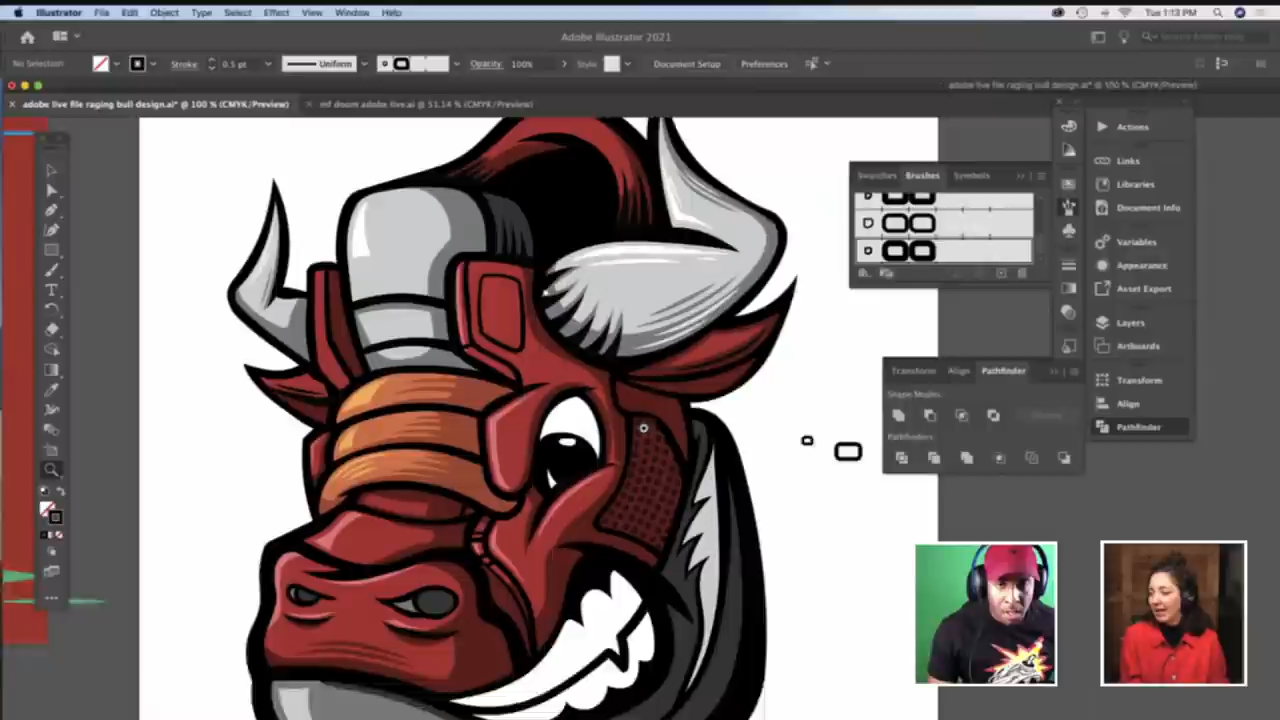 Illustrator File Edit Object Type Select Effect View Window Help
Tue 1:13 PM
Adobe Illustrator 2021
No Selection
Stroke: 0.5 pt
Uniform
Opacity: 100%
Style:
Document Setup
Preferences
adobe live file raging bull design.ai* @ 100 % (CMYK/Preview)
adobe live file raging bull design.ai* @ 100 % (CMYK/Preview)
mf doom adobe live.ai @ 51.14 % (CMYK/Preview)
Actions
Links
Libraries
Document Info
Variables
Appearance
Asset Export
Layers
Artboards
Transform
Align
Pathfinder
Swatches Brushes Symbols
Transform Align Pathfinder
Shape Modes:
Pathfinders: